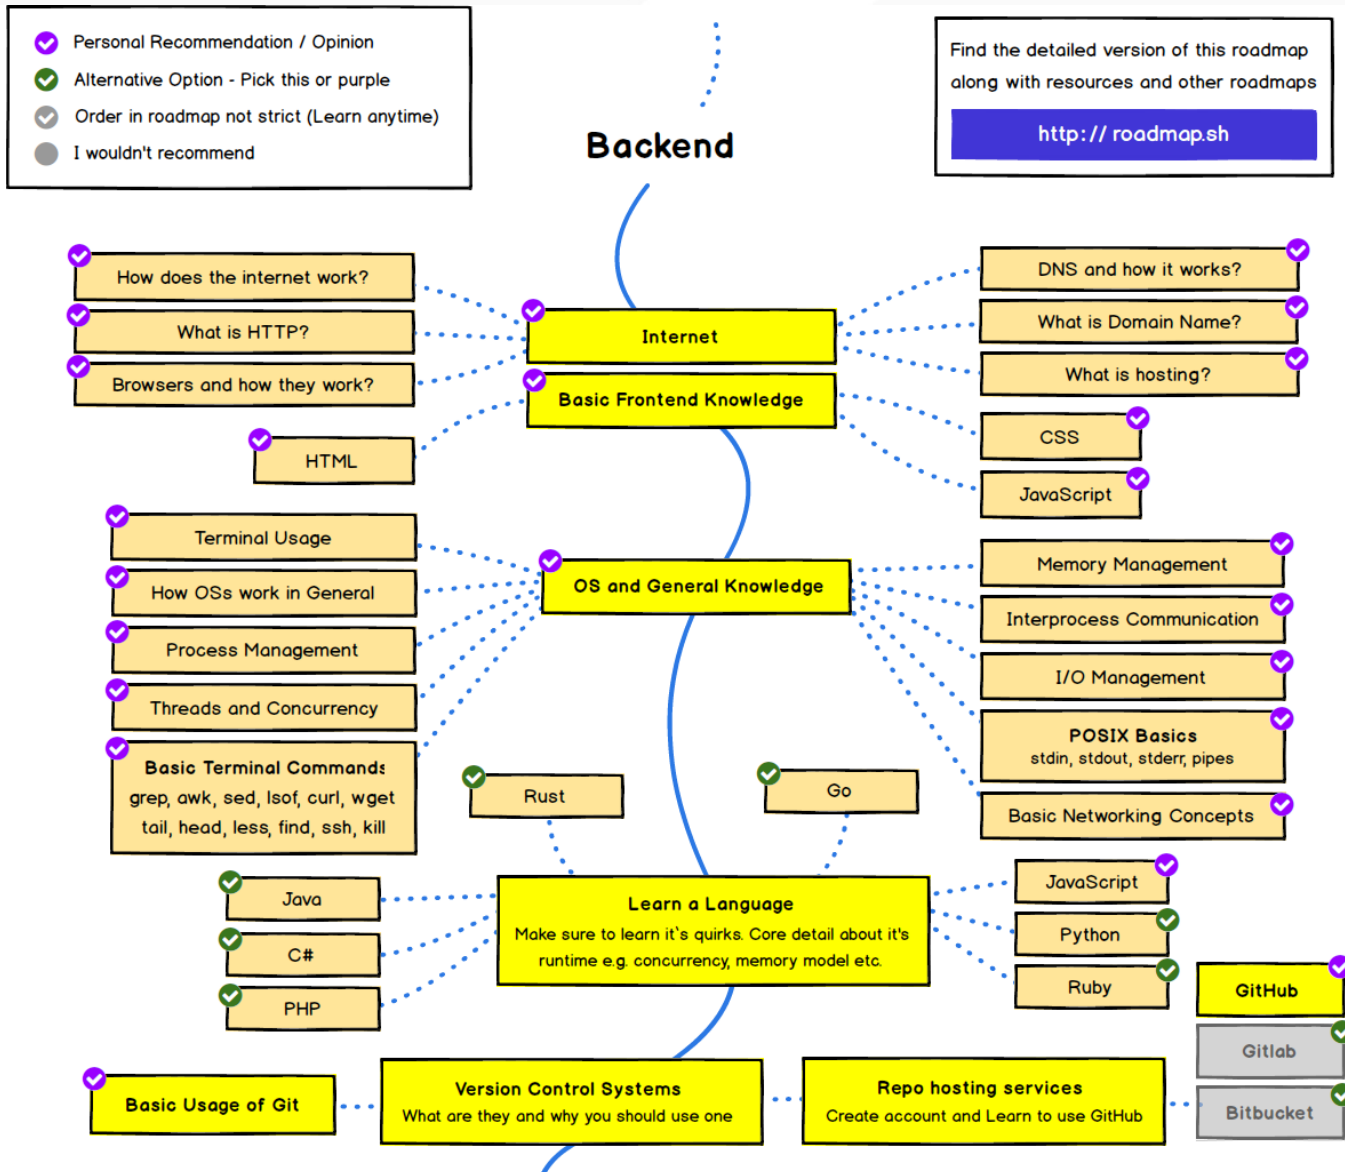 Personal Recommendation / Opinion
Alternative Option - Pick this or purple
Order in roadmap not strict (Learn anytime)
I wouldn't recommend
Find the detailed version of this roadmap
along with resources and other roadmaps
http:// roadmap.sh
Backend
How does the internet work?
What is HTTP?
Browsers and how they work?
Internet
DNS and how it works?
What is Domain Name?
What is hosting?
Basic Frontend Knowledge
HTML
CSS
JavaScript
Terminal Usage
How OSs work in General
Process Management
Threads and Concurrency
Basic Terminal Commands
grep, awk, sed, lsof, curl, wget
tail, head, less, find, ssh, kill
OS and General Knowledge
Memory Management
Interprocess Communication
I/O Management
POSIX Basics
stdin, stdout, stderr, pipes
Basic Networking Concepts
Rust
Go
Java
C#
PHP
Learn a Language
Make sure to learn it`s quirks. Core detail about it's
runtime e.g. concurrency, memory model etc.
JavaScript
Python
Ruby
GitHub
Gitlab
Bitbucket
Basic Usage of Git
Version Control Systems
What are they and why you should use one
Repo hosting services
Create account and Learn to use GitHub